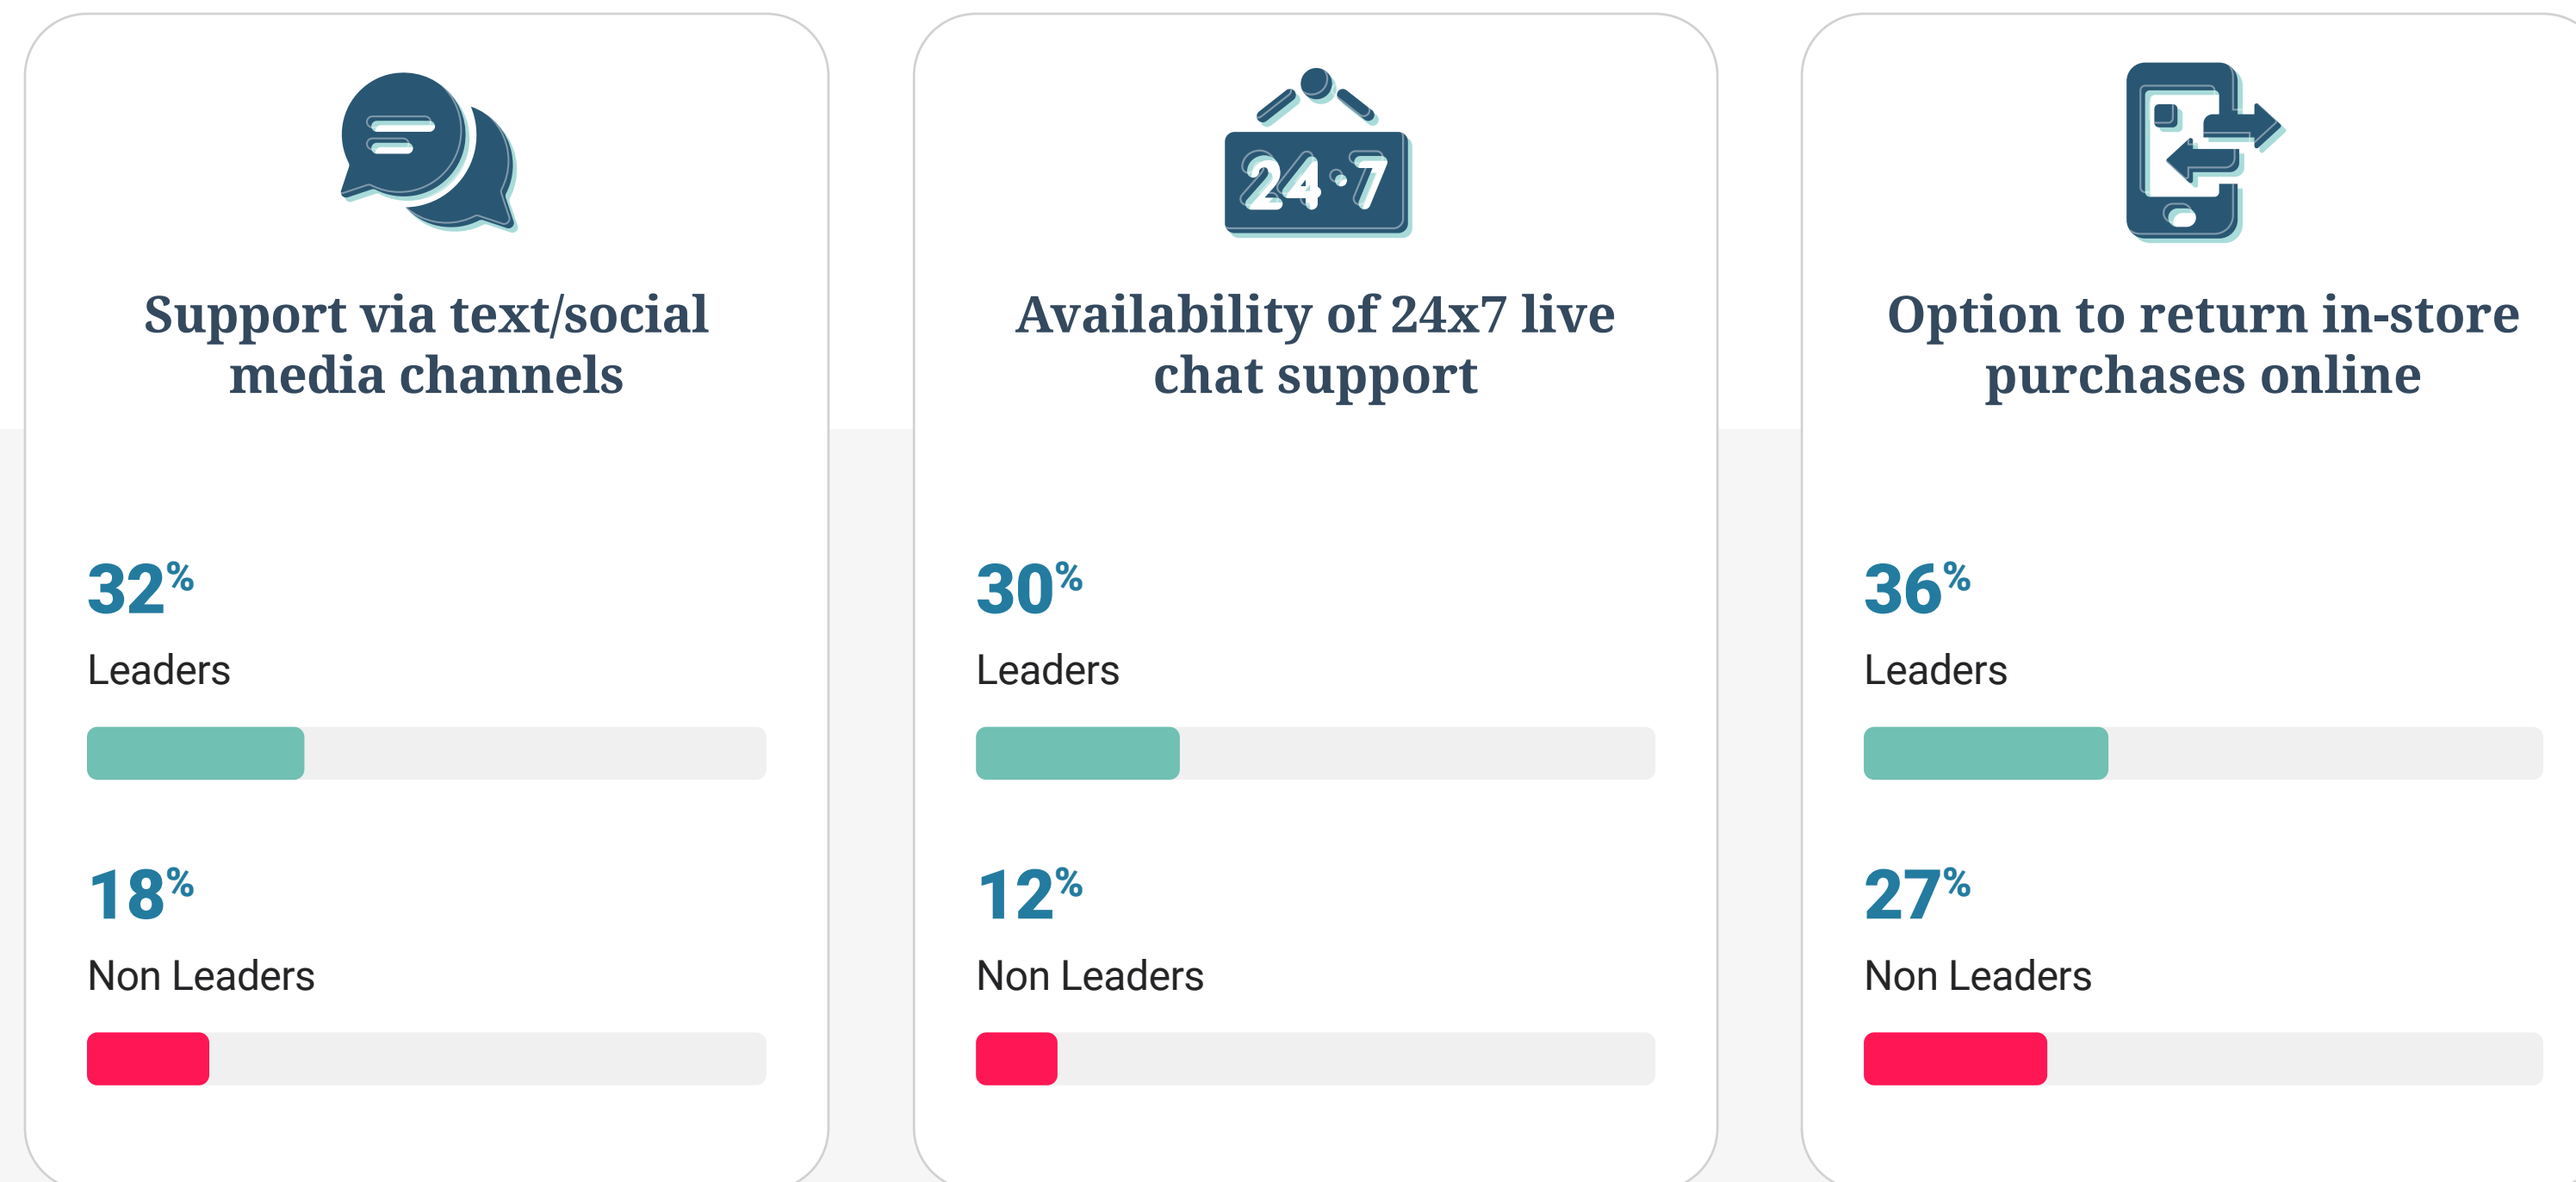 24·7
Support via text/social
media channels
32%
Leaders
18%
Non Leaders
Availability of 24x7 live
chat support
30%
Leaders
12%
Non Leaders
Option to return in-store
purchases online
36%
Leaders
27%
Non Leaders